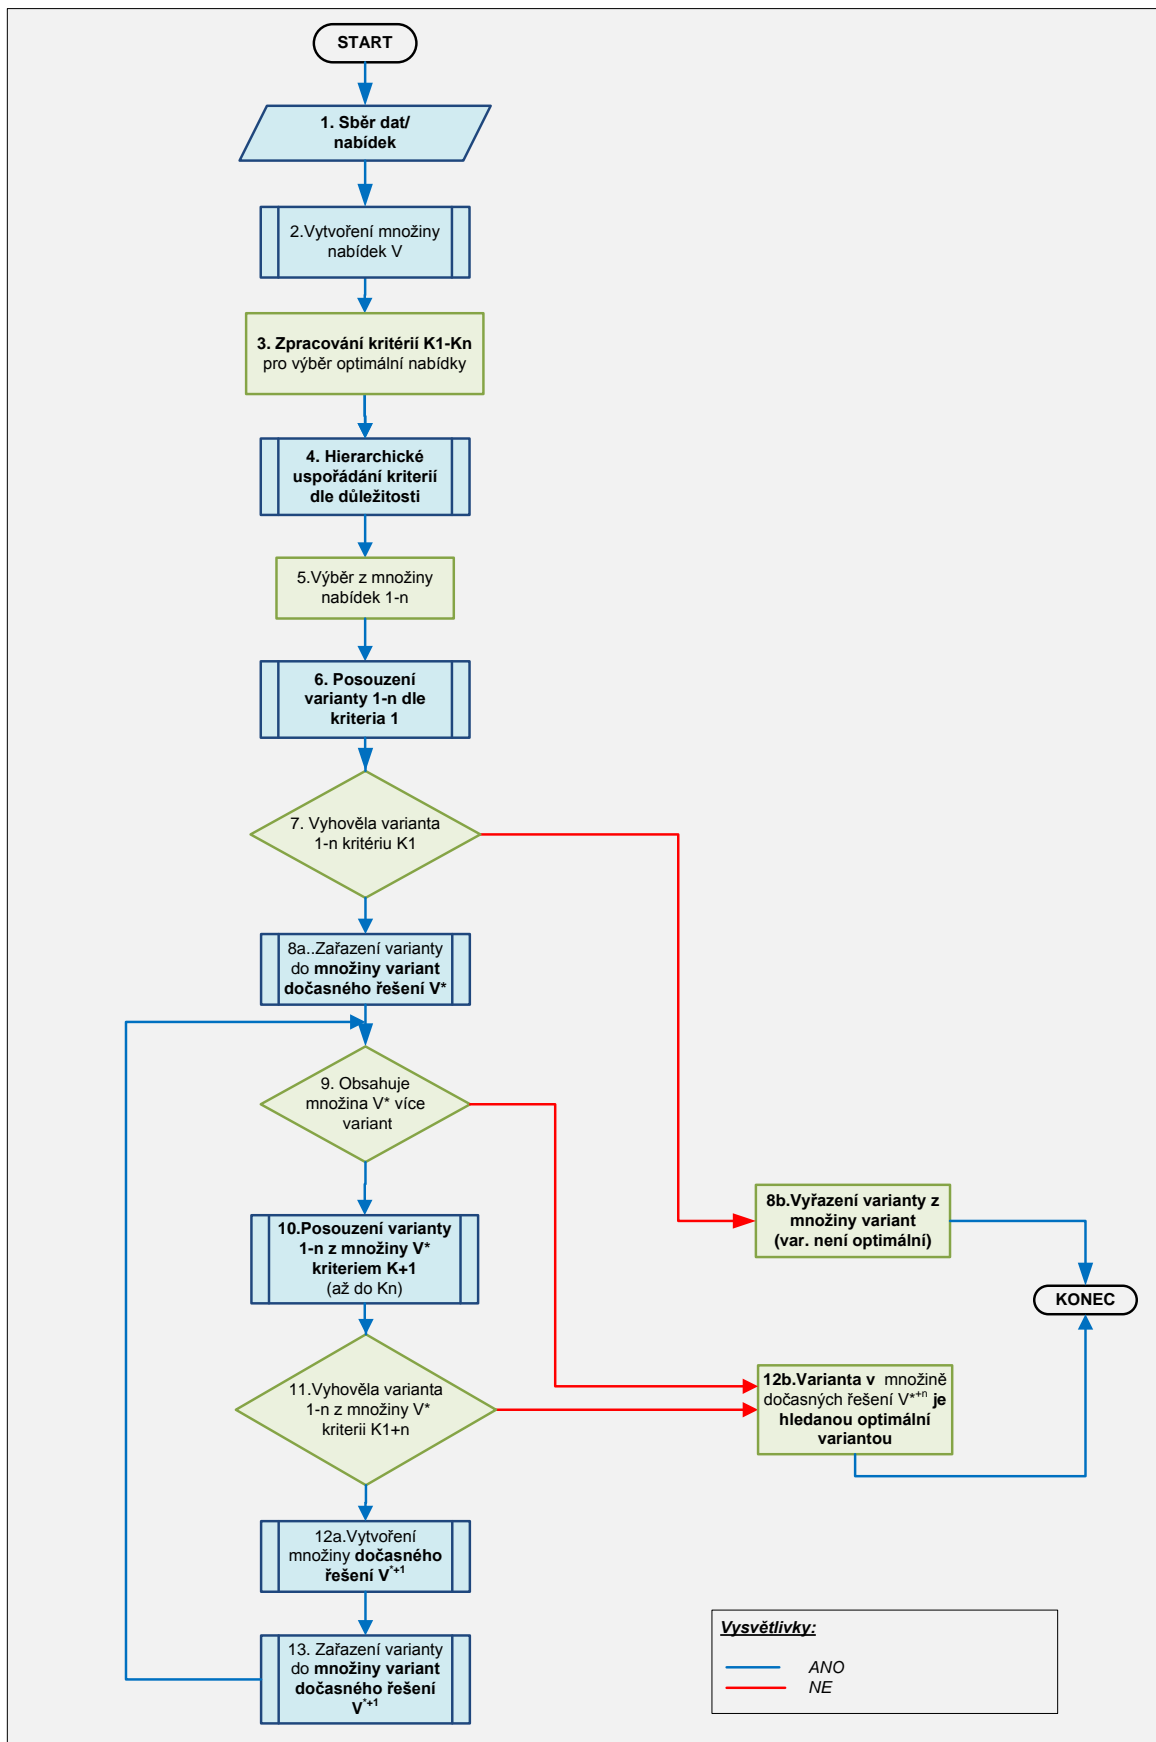 START
1. Sběr dat/
nabídek
2.Vytvoření množiny
nabídek V
3. Zpracování kritérií K1-Kn
pro výběr optimální nabídky
4. Hierarchické
uspořádání kriterií
dle důležitosti
5.Výběr z množiny
nabídek 1-n
6. Posouzení
varianty 1-n dle
kriteria 1
7. Vyhověla varianta
1-n kritériu K1
8a..Zařazení varianty
do množiny variant
dočasného řešení V*
9. Obsahuje
množina V* více
variant
8b.Vyřazení varianty z
množiny variant
(var. není optimální)
10.Posouzení varianty
1-n z množiny V*
kriteriem K+1
(až do Kn)
KONEC
11.Vyhověla varianta
1-n z množiny V*
kriterii K1+n
12b.Varianta v množině
dočasných řešení V*+n je
hledanou optimální
variantou
12a.Vytvoření
množiny dočasného
řešení V*+1
13. Zařazení varianty
do množiny variant
dočasného řešení
V*+1
Vysvětlivky:
ANO
NE